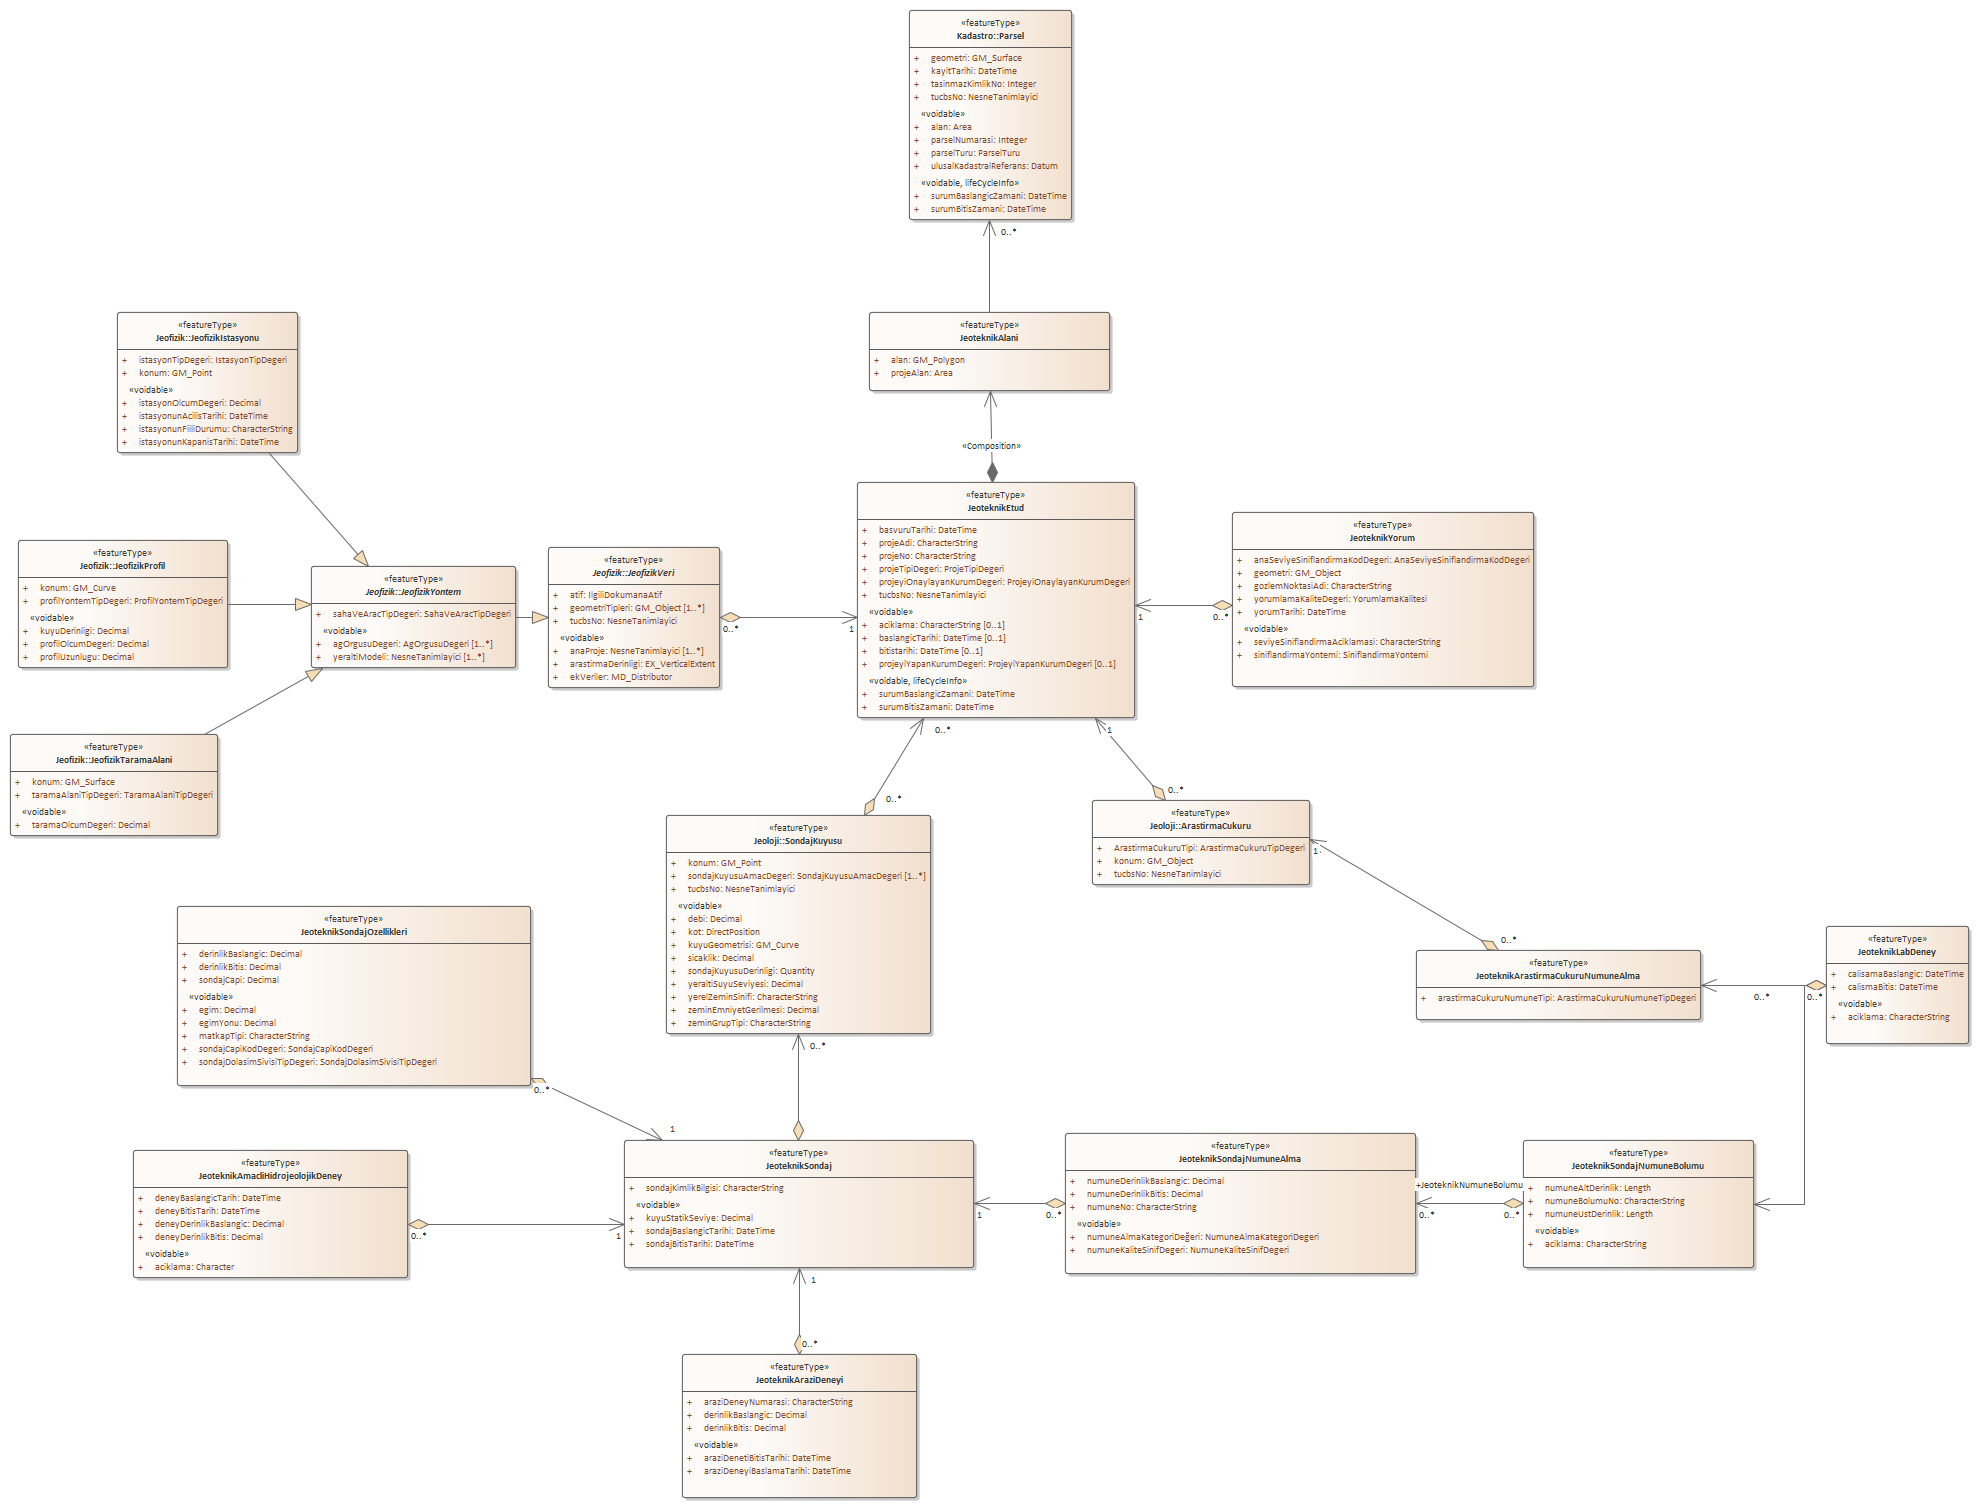 «featureType»
Kadastro::Parsel
+ geometri: GM_Surface
+ kayitTarihi: DateTime
+ tasinmazKimlikNo: Integer
+ tucbsNo: NesneTanimlayici
«voidable»
+ alan: Area
+ parselNumarasi: Integer
+ parselTuru: ParselTuru
+ ulusalKadastralReferans: Datum
«voidable, lifeCycleInfo»
+ surumBaslangicZamani: DateTime
+ surumBitisZamani: DateTime
0..*
«featureType»
JeoteknikAlani
+ alan: GM_Polygon
+ projeAlan: Area
«Composition»
«featureType»
Jeofizik::JeofizikIstasyonu
+ istasyonTipDegeri: IstasyonTipDegeri
+ konum: GM_Point
«voidable»
+ istasyonOlcumDegeri: Decimal
+ istasyonunAcilisTarihi: DateTime
+ istasyonunFiiliDurumu: CharacterString
+ istasyonunKapanisTarihi: DateTime
«featureType»
Jeofizik::JeofizikProfil
+ konum: GM_Curve
+ profilYontemTipDegeri: ProfilYontemTipDegeri
«voidable»
+ kuyuDerinligi: Decimal
+ profilOlcumDegeri: Decimal
+ profilUzunlugu: Decimal
«featureType»
Jeofizik::JeofizikYontem
+ sahaVeAracTipDegeri: SahaVeAracTipDegeri
«voidable»
+ agOrgusuDegeri: AgOrgusuDegeri [1..*]
+ yeraltiModeli: NesneTanimlayici [1..*]
«featureType»
Jeofizik::JeofizikVeri
+ atif: IlgiliDokumanaAtif
+ geometriTipleri: GM_Object [1..*]
+ tucbsNo: NesneTanimlayici
«voidable»
+ anaProje: NesneTanimlayici [1..*]
+ arastirmaDerinligi: EX_VerticalExtent
+ ekVeriler: MD_Distributor
0..*
1
«featureType»
JeoteknikEtud
+ basvuruTarihi: DateTime
+ projeAdi: CharacterString
+ projeNo: CharacterString
+ projeTipiDegeri: ProjeTipiDegeri
+ projeyiOnaylayanKurumDegeri: ProjeyiOnaylayanKurumDegeri
+ tucbsNo: NesneTanimlayici
«voidable»
+ aciklama: CharacterString [0..1]
+ baslangicTarihi: DateTime [0..1]
+ bitistarihi: DateTime [0..1]
+ projeyiYapanKurumDegeri: ProjeyiYapanKurumDegeri [0..1]
«voidable, lifeCycleInfo»
+ surumBaslangicZamani: DateTime
+ surumBitisZamani: DateTime
1
0..*
«featureType»
JeoteknikYorum
+ anaSeviyeSiniflandirmaKodDegeri: AnaSeviyeSiniflandirmaKodDegeri
+ geometri: GM_Object
+ gozlemNoktasiAdi: CharacterString
+ yorumlamaKaliteDegeri: YorumlamaKalitesi
+ yorumTarihi: DateTime
«voidable»
+ seviyeSiniflandirmaAciklamasi: CharacterString
+ siniflandirmaYontemi: SiniflandirmaYontemi
«featureType»
Jeofizik::JeofizikTaramaAlani
+ konum: GM_Surface
+ taramaAlaniTipDegeri: TaramaAlaniTipDegeri
«voidable»
+ taramaOlcumDegeri: Decimal
0..*
1
0..*
0..*
«featureType»
Jeoloji::SondajKuyusu
+ konum: GM_Point
+ sondajKuyusuAmacDegeri: SondajKuyusuAmacDegeri [1..*]
+ tucbsNo: NesneTanimlayici
«voidable»
+ debi: Decimal
+ kot: DirectPosition
+ kuyuGeometrisi: GM_Curve
+ sicaklik: Decimal
+ sondajKuyusuDerinligi: Quantity
+ yeraltiSuyuSeviyesi: Decimal
+ yerelZeminSinifi: CharacterString
+ zeminEmniyetGerilmesi: Decimal
+ zeminGrupTipi: CharacterString
0..*
«featureType»
Jeoloji::ArastirmaCukuru
+ ArastirmaCukuruTipi: ArastirmaCukuruTipDegeri
+ konum: GM_Object
+ tucbsNo: NesneTanimlayici
1
0..*
«featureType»
JeoteknikArastirmaCukuruNumuneAlma
+ arastirmaCukuruNumuneTipi: ArastirmaCukuruNumuneTipDegeri
0..*
0..*
«featureType»
JeoteknikLabDeney
+ calisamaBaslangic: DateTime
+ calismaBitis: DateTime
«voidable»
+ aciklama: CharacterString
«featureType»
JeoteknikSondajOzellikleri
+ derinlikBaslangic: Decimal
+ derinlikBitis: Decimal
+ sondajCapi: Decimal
«voidable»
+ egim: Decimal
+ egimYonu: Decimal
+ matkapTipi: CharacterString
+ sondajCapiKodDegeri: SondajCapiKodDegeri
+ sondajDolasimSivisiTipDegeri: SondajDolasimSivisiTipDegeri
0..*
1
«featureType»
JeoteknikAmacliHidrojeolojikDeney
+ deneyBaslangicTarih: DateTime
+ deneyBitisTarih: DateTime
+ deneyDerinlikBaslangic: Decimal
+ deneyDerinlikBitis: Decimal
«voidable»
+ aciklama: Character
0..*
1
«featureType»
JeoteknikSondaj
+ sondajKimlikBilgisi: CharacterString
«voidable»
+ kuyuStatikSeviye: Decimal
+ sondajBaslangicTarihi: DateTime
+ sondajBitisTarihi: DateTime
1
0..*
«featureType»
JeoteknikSondajNumuneAlma
+ numuneDerinlikBaslangic: Decimal
+ numuneDerinlikBitis: Decimal
+ numuneNo: CharacterString
«voidable»
+ numuneAlmaKategoriDeğeri: NumuneAlmaKategoriDegeri
+ numuneKaliteSinifDegeri: NumuneKaliteSinifDegeri
+JeoteknikNumuneBolumu
0..*
0..*
«featureType»
JeoteknikSondajNumuneBolumu
+ numuneAltDerinlik: Length
+ numuneBolumuNo: CharacterString
+ numuneUstDerinlik: Length
«voidable»
+ aciklama: CharacterString
1
0..*
«featureType»
JeoteknikAraziDeneyi
+ araziDeneyNumarasi: CharacterString
+ derinlikBaslangic: Decimal
+ derinlikBitis: Decimal
«voidable»
+ araziDenetiBitisTarihi: DateTime
+ araziDeneyiBaslamaTarihi: DateTime